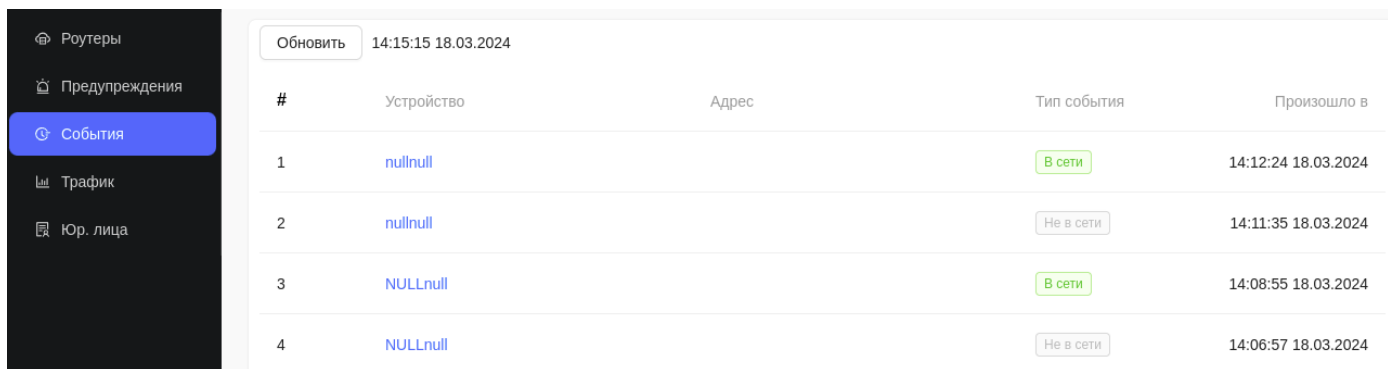 Роутеры
Предупреждения
События
Трафик
Юр. лица
Обновить 14:15:15 18.03.2024
# Устройство Адрес Тип события Произошло в
1 nullnull В сети 14:12:24 18.03.2024
2 nullnull Не в сети 14:11:35 18.03.2024
3 NULLnull В сети 14:08:55 18.03.2024
4 NULLnull Не в сети 14:06:57 18.03.2024